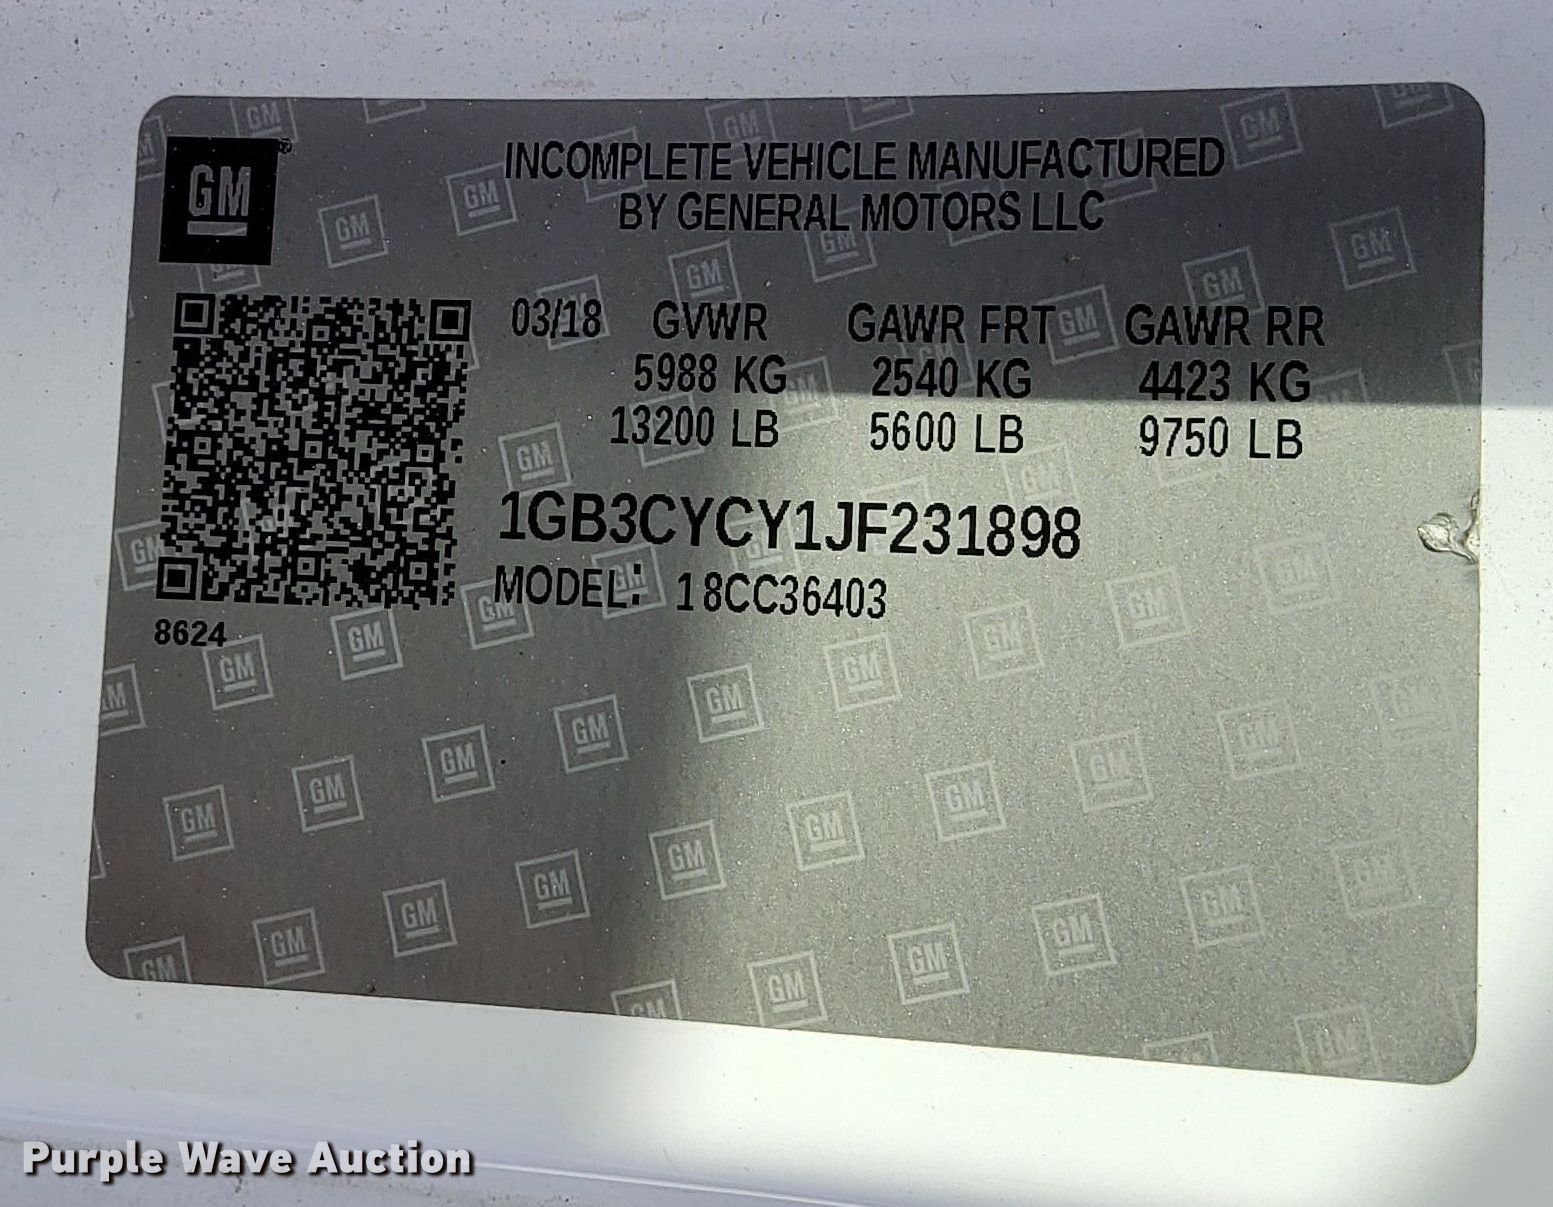 GM®
INCOMPLETE VEHICLE MANUFACTURED
BY GENERAL MOTORS LLC
03/18 GVWR GAWR FRT GAWR RR
5988 KG 2540 KG 4423 KG
13200 LB 5600 LB 9750 LB
1GB3CYCY1JF231898
MODEL: 18CC36403
8624
Purple Wave Auction